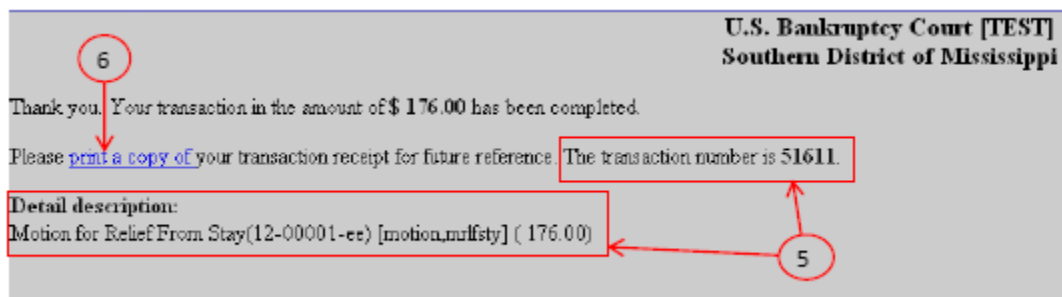 U.S. Bankruptcy Court [TEST]
Southern District of Mississippi
6
Thank you. Your transaction in the amount of $ 176.00 has been completed.
Please print a copy of your transaction receipt for future reference. The transaction number is 51611.
Detail description:
Motion for Relief From Stay(12-00001-ee) [motion,mrlfsty] ( 176.00)
5